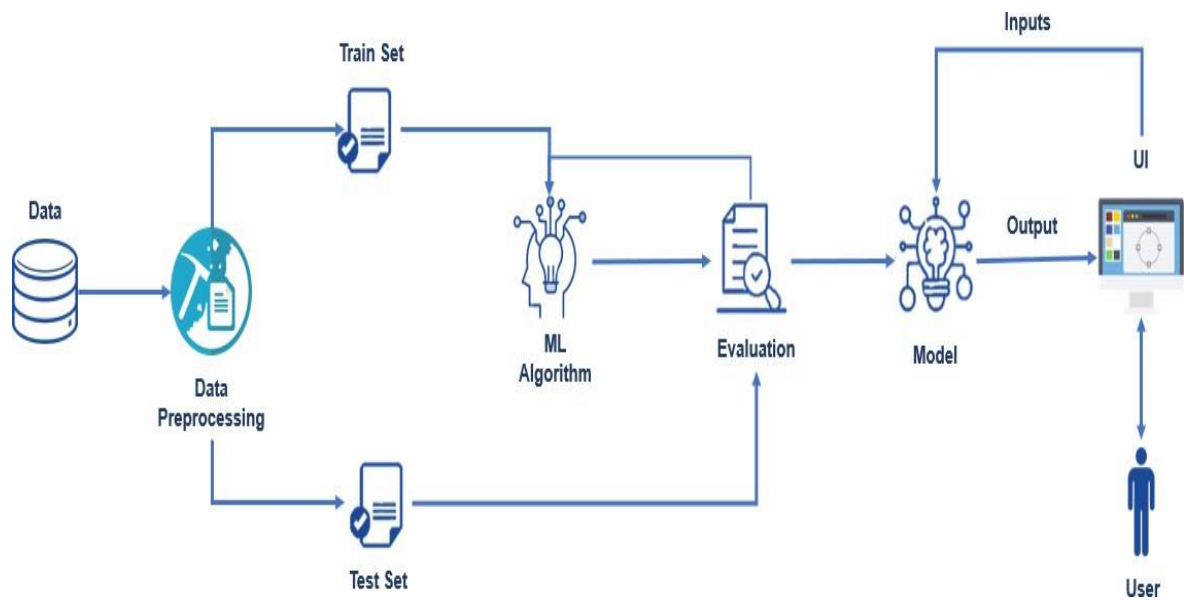 Inputs
Train Set
UI
Data
Output
ML
Algorithm
Evaluation
Model
Data
Preprocessing
Test Set
User